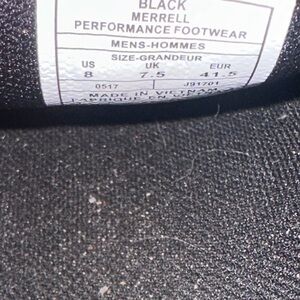 BLACK
MERRELL
PERFORMANCE FOOTWEAR
MENS-HOMMES
SIZE-GRANDEUR
US UK EUR
8 7.5 41.5
0517 J91701
MADE IN VIETNAM